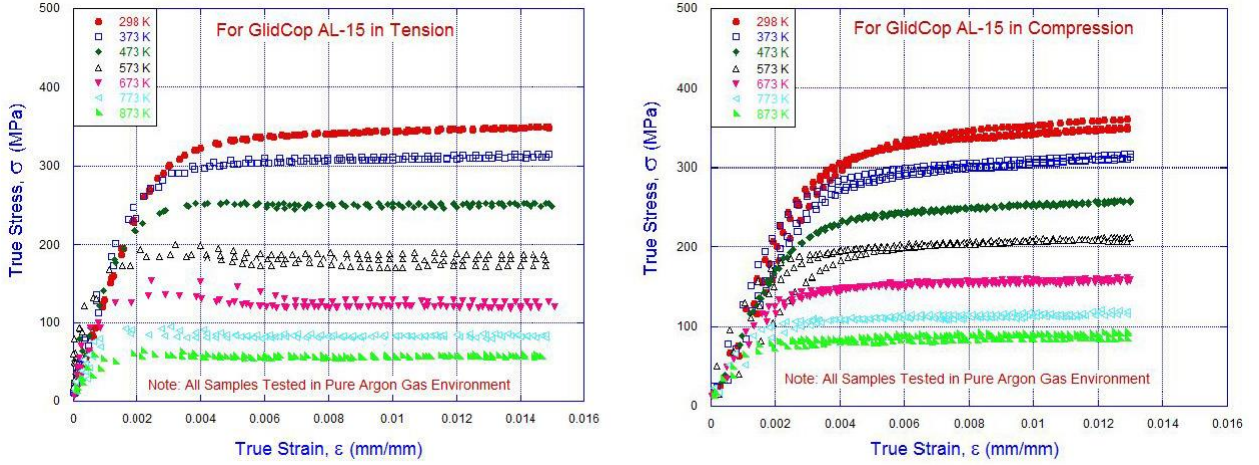 For GlidCop AL-15 in Tension
298 K
373 K
473 K
573 K
673 K
773 K
873 K
500
400
300
200
100
0
True Stress, σ (MPa)
Note: All Samples Tested in Pure Argon Gas Environment
0 0.002 0.004 0.006 0.008 0.01 0.012 0.014 0.016
True Strain, ε (mm/mm)
For GlidCop AL-15 in Compression
298 K
373 K
473 K
573 K
673 K
773 K
873 K
500
400
300
200
100
0
True Stress, σ (MPa)
Note: All Samples Tested in Pure Argon Gas Environment
0 0.002 0.004 0.006 0.008 0.01 0.012 0.014 0.016
True Strain, ε (mm/mm)